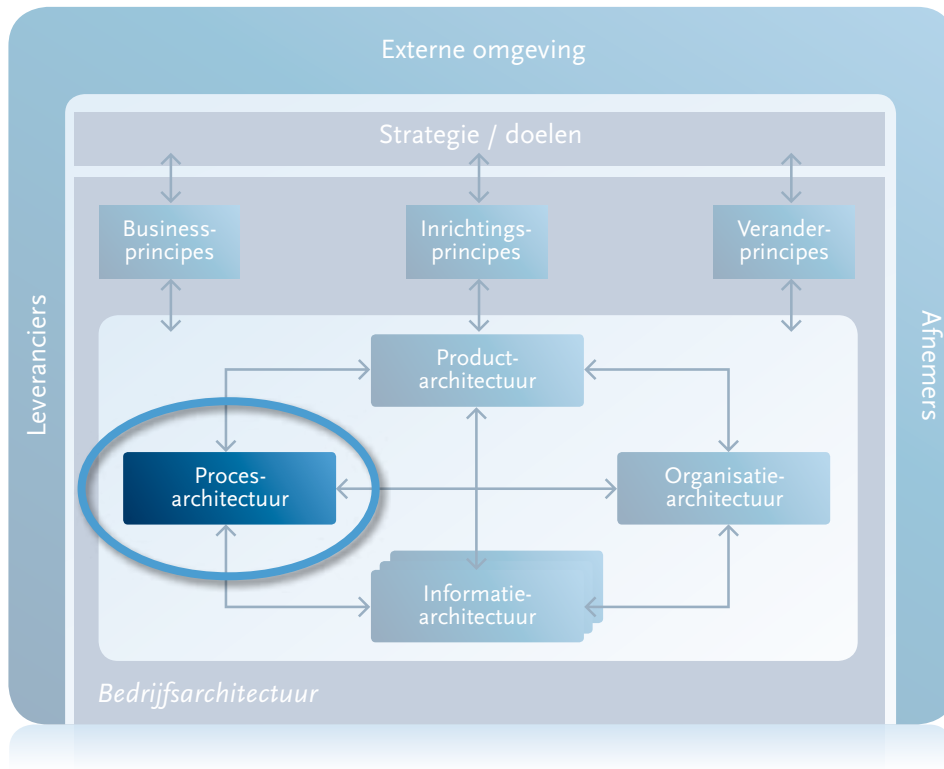 Externe omgeving
Strategie / doelen
Business-
principes
Inrichtings-
principes
Verander-
principes
Leveranciers
Afnemers
Product-
architectuur
Proces-
architectuur
Organisatie-
architectuur
Informatie-
architectuur
Bedrijfsarchitectuur